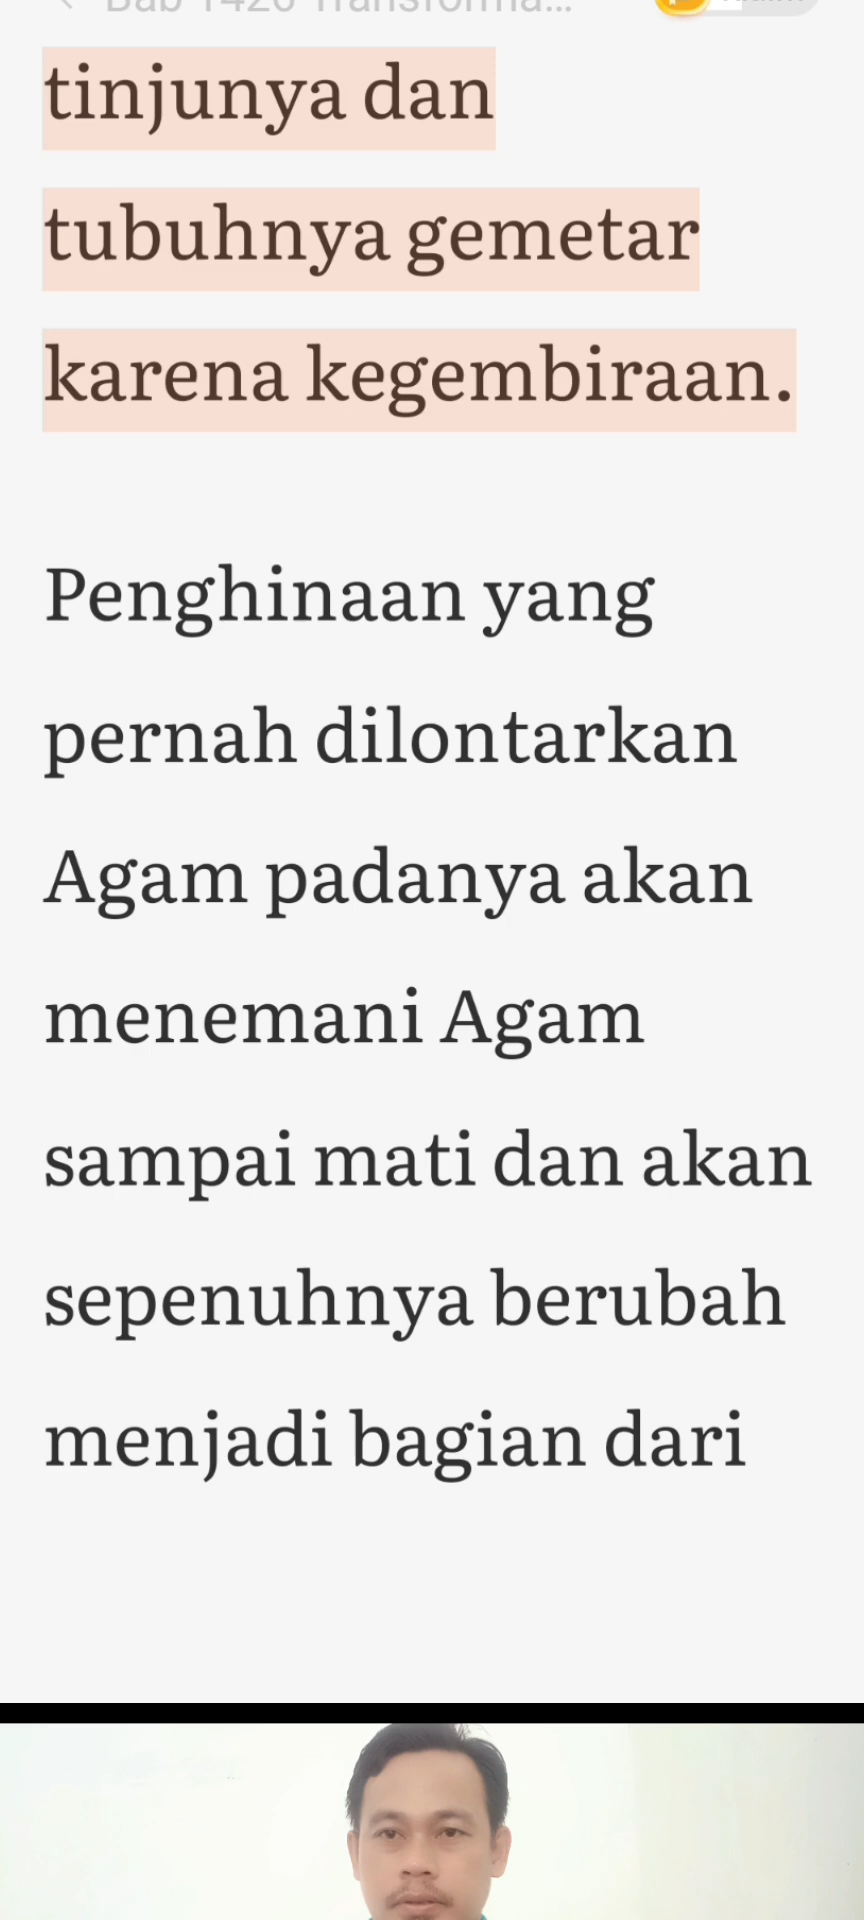 tinjunya dan
tubuhnya gemetar
karena kegembiraan.
Penghinaan yang
pernah dilontarkan
Agam padanya akan
menemani Agam
sampai mati dan akan
sepenuhnya berubah
menjadi bagian dari